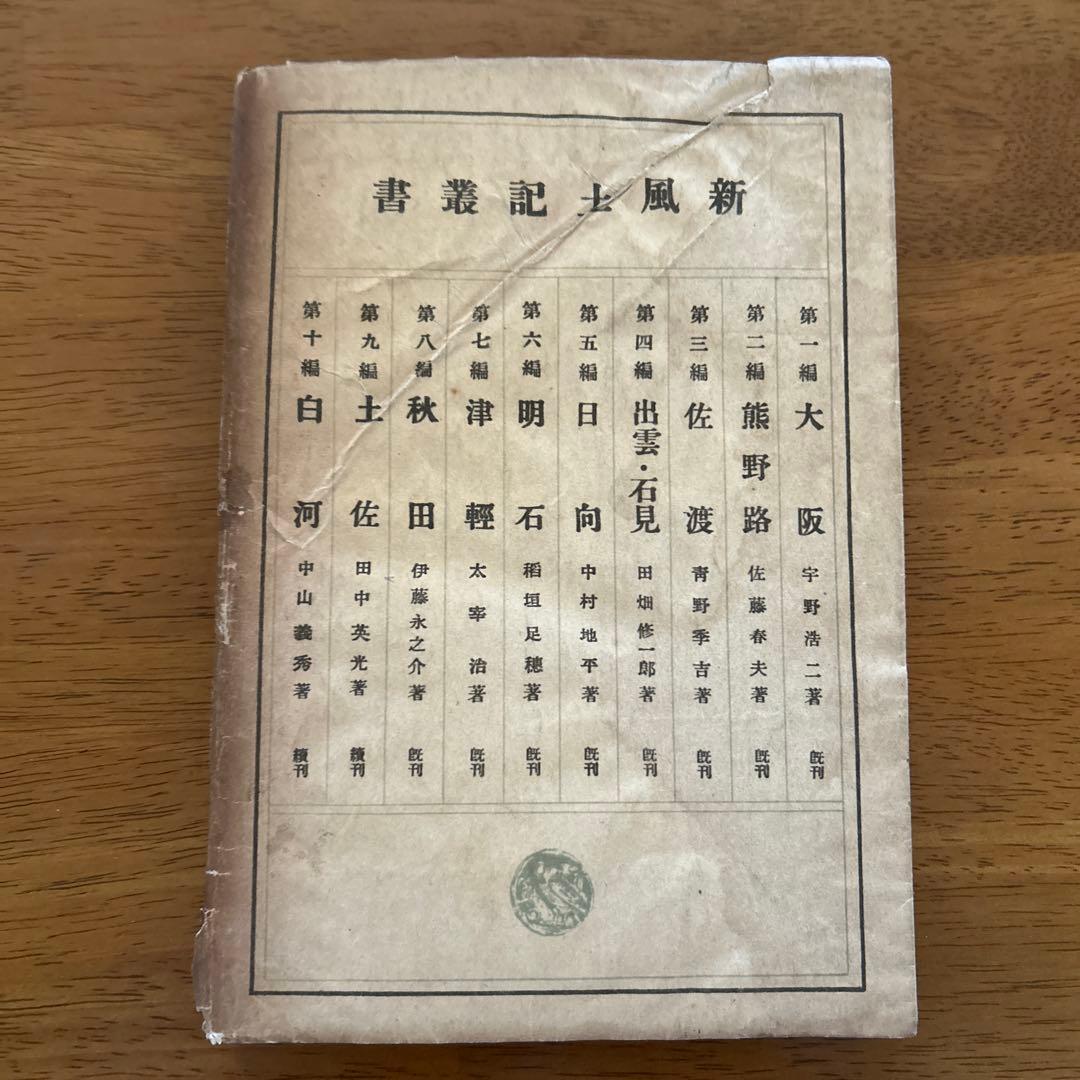 新風土記叢書
第一編 大阪 宇野浩二著 既刊
第二編 熊野路 佐藤春夫著 既刊
第三編 佐渡 靑野季吉著 既刊
第四編 出雲・石見 田畑修一郎著 既刊
第五編 日向 中村地平著 既刊
第六編 明石 稻垣足穗著 既刊
第七編 津輕 太宰治著 既刊
第八編 秋田 伊藤永之介著 既刊
第九編 土佐 田中英光著 續刊
第十編 白河 中山義秀著 續刊